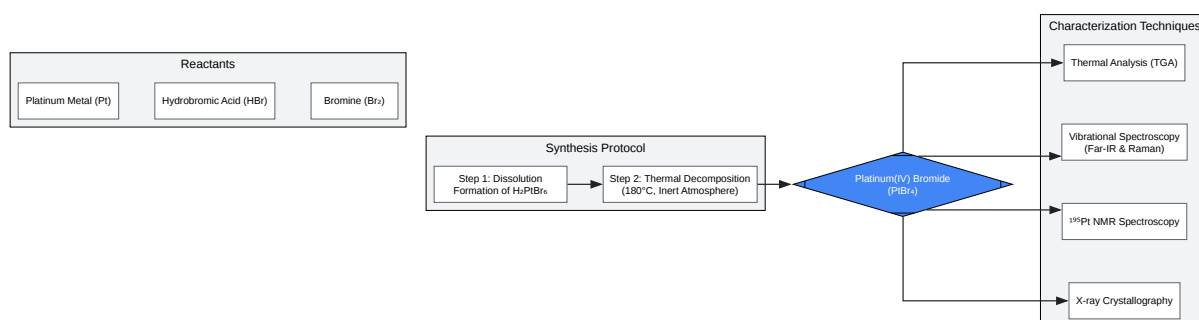 Reactants
Platinum Metal (Pt)
Hydrobromic Acid (HBr)
Bromine (Br₂)
Synthesis Protocol
Step 1: Dissolution
Formation of H₂PtBr₆
Step 2: Thermal Decomposition
(180°C, Inert Atmosphere)
Platinum(IV) Bromide
(PtBr₄)
Characterization Techniques
Thermal Analysis (TGA)
Vibrational Spectroscopy
(Far-IR & Raman)
¹⁹⁵Pt NMR Spectroscopy
X-ray Crystallography